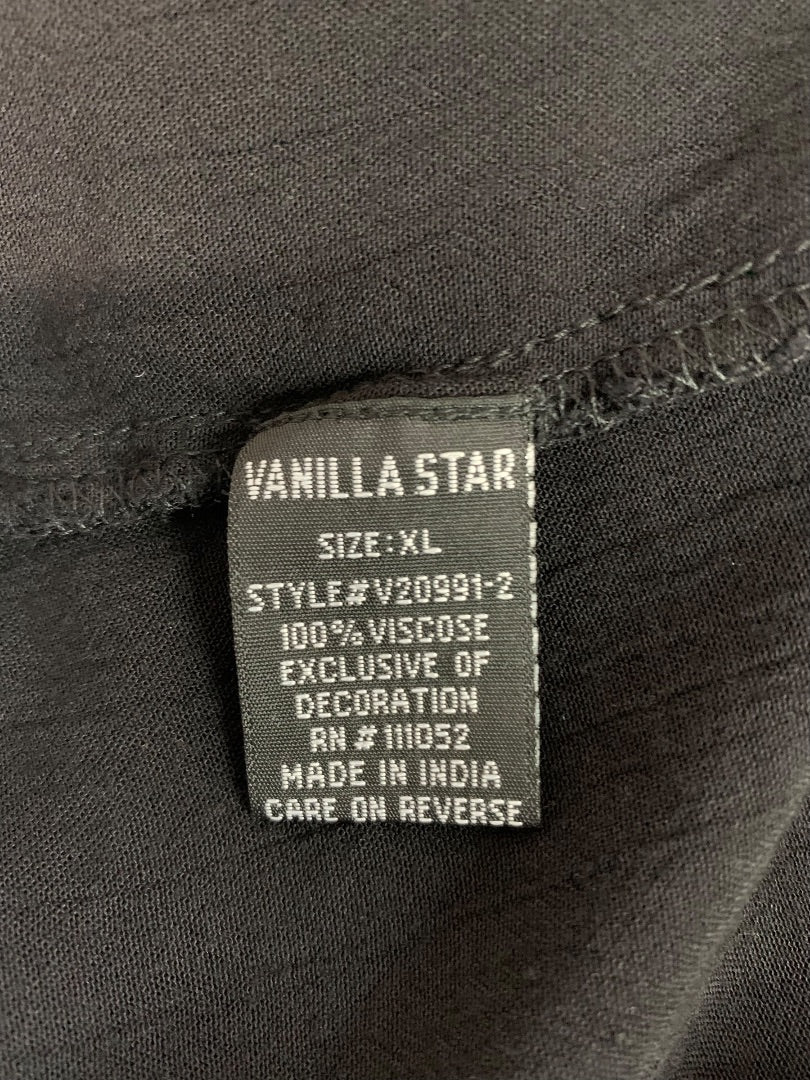 VANILLA STAR
SIZE:XL
STYLE# V20991-2
100% VISCOSE
EXCLUSIVE OF
DECORATION
RN # 111052
MADE IN INDIA
CARE ON REVERSE